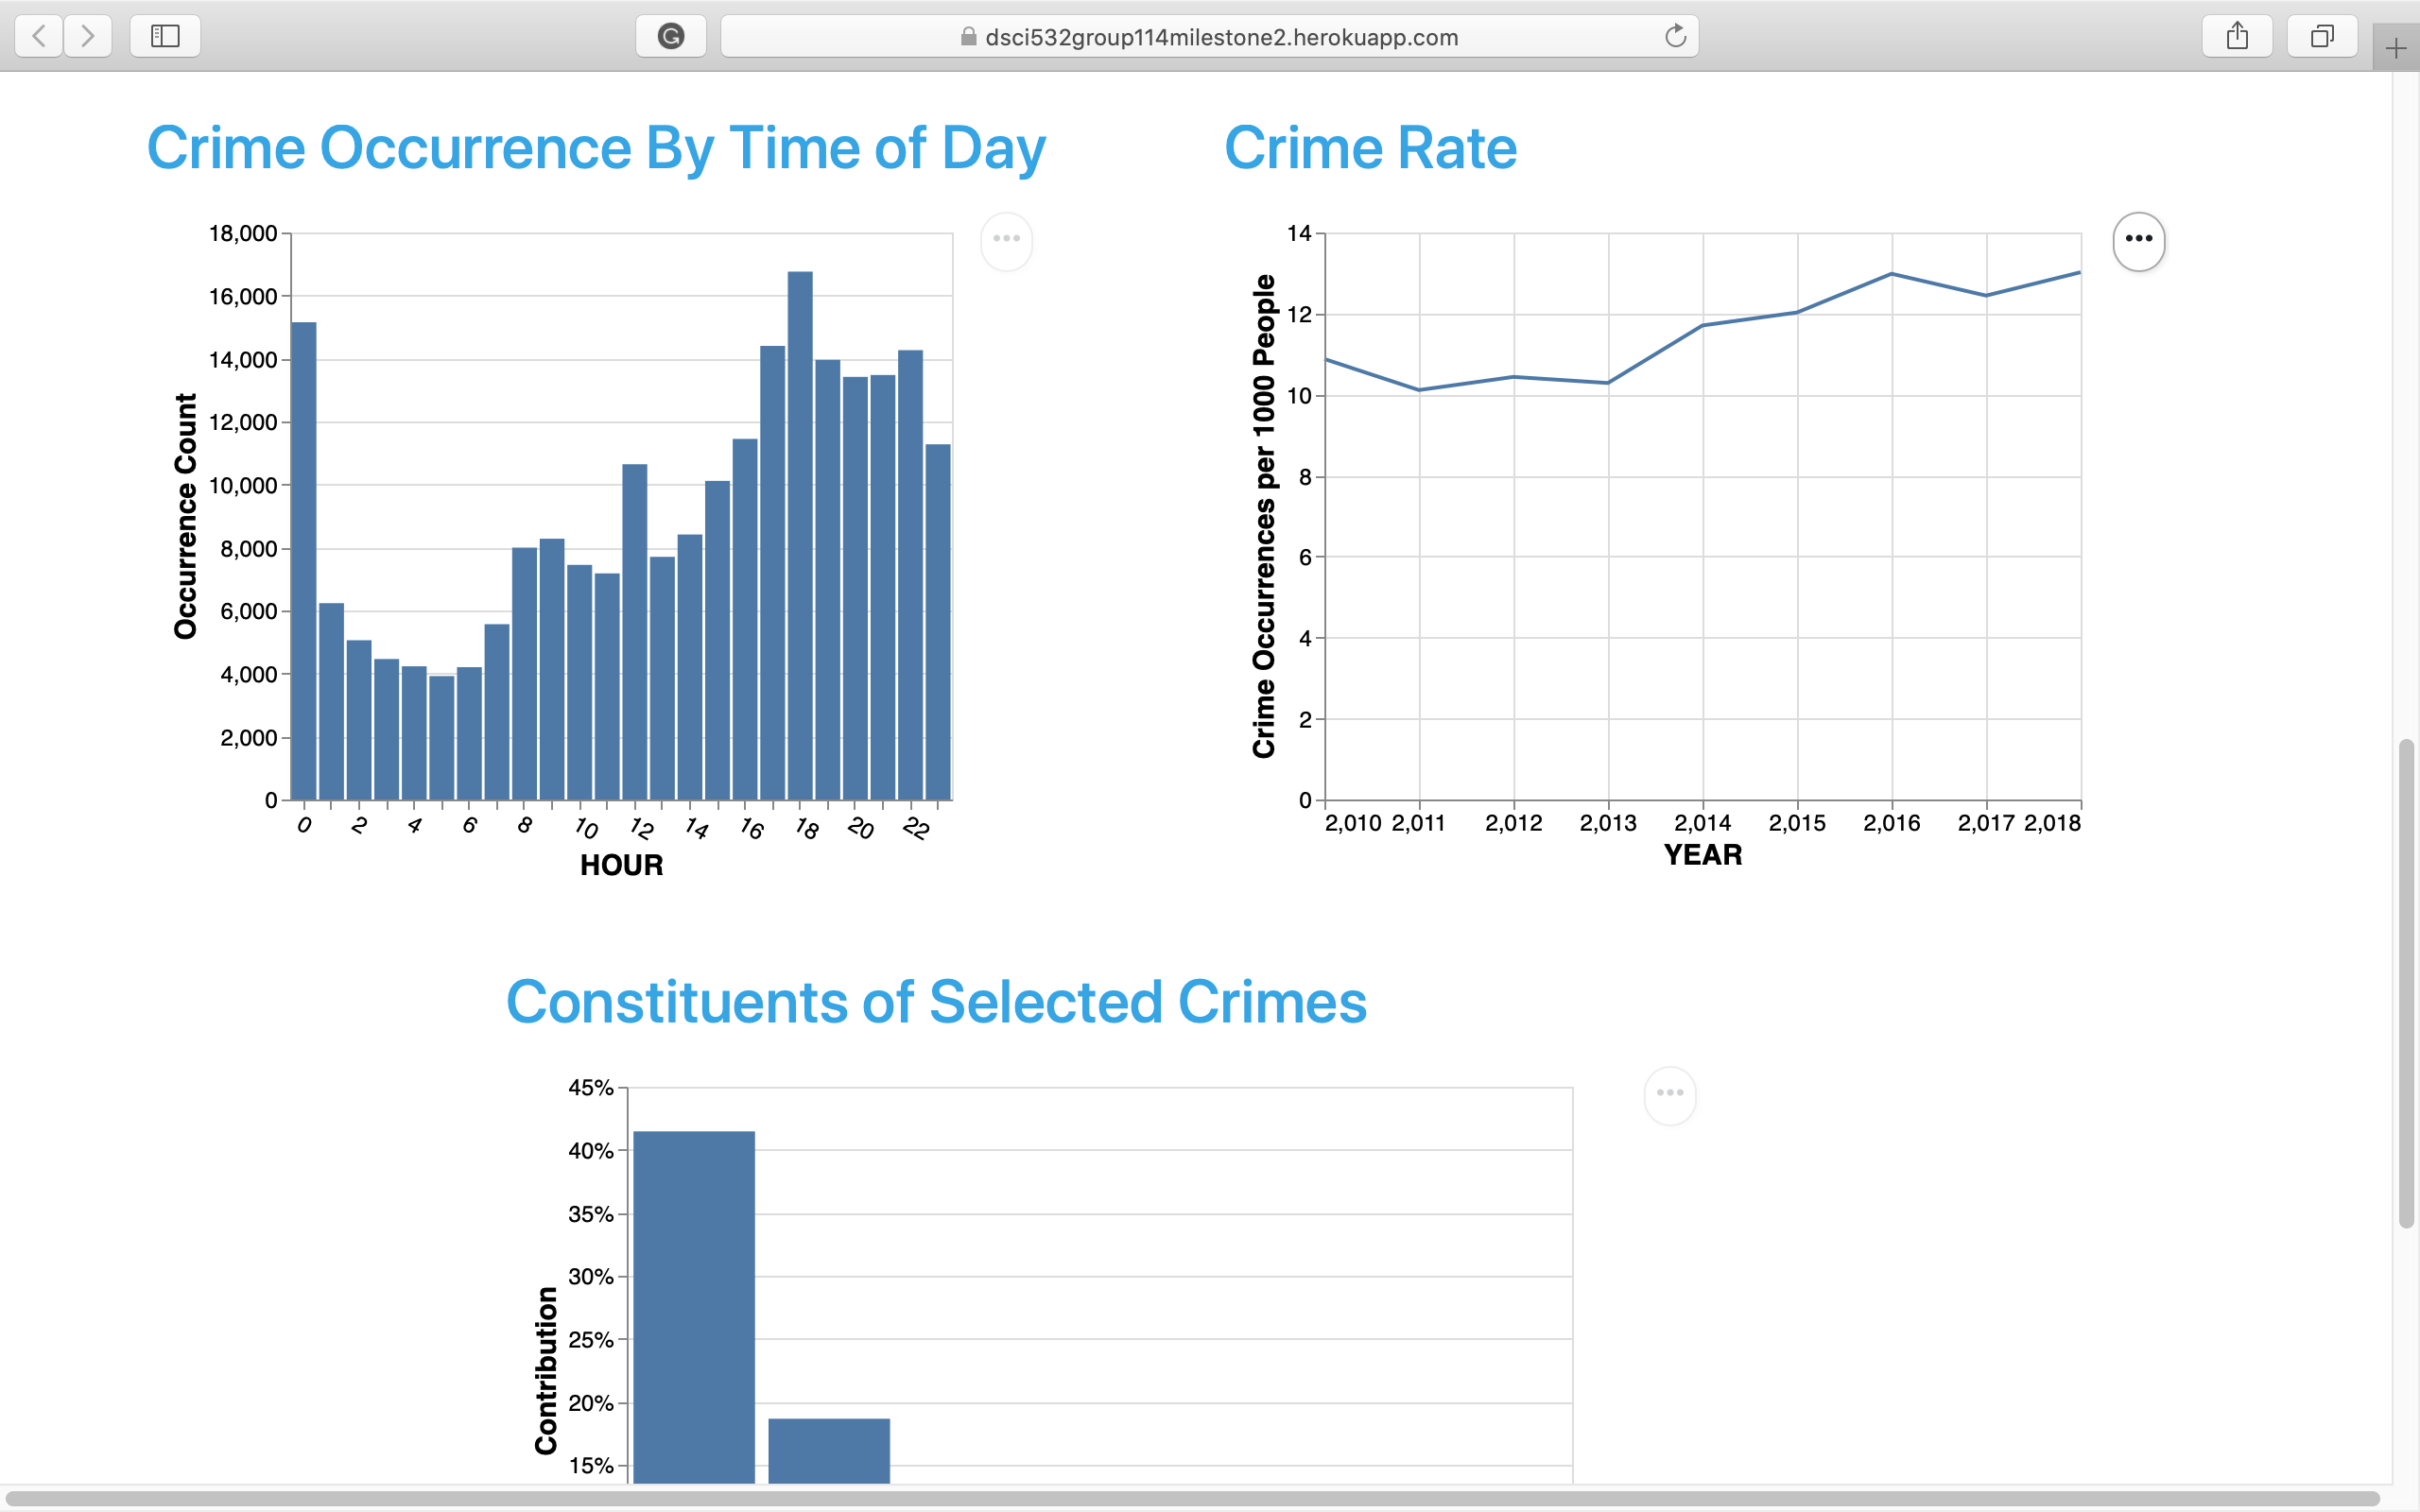 dsci532group114milestone2.herokuapp.com
Crime Occurrence By Time of Day
18,000
16,000
14,000
12,000
10,000
8,000
6,000
4,000
2,000
0
Occurrence Count
0 2 4 6 8 10 12 14 16 18 20 22
HOUR
Crime Rate
14
12
10
8
6
4
2
0
Crime Occurrences per 1000 People
2,010 2,011 2,012 2,013 2,014 2,015 2,016 2,017 2,018
YEAR
Constituents of Selected Crimes
45%
40%
35%
30%
25%
20%
15%
Contribution